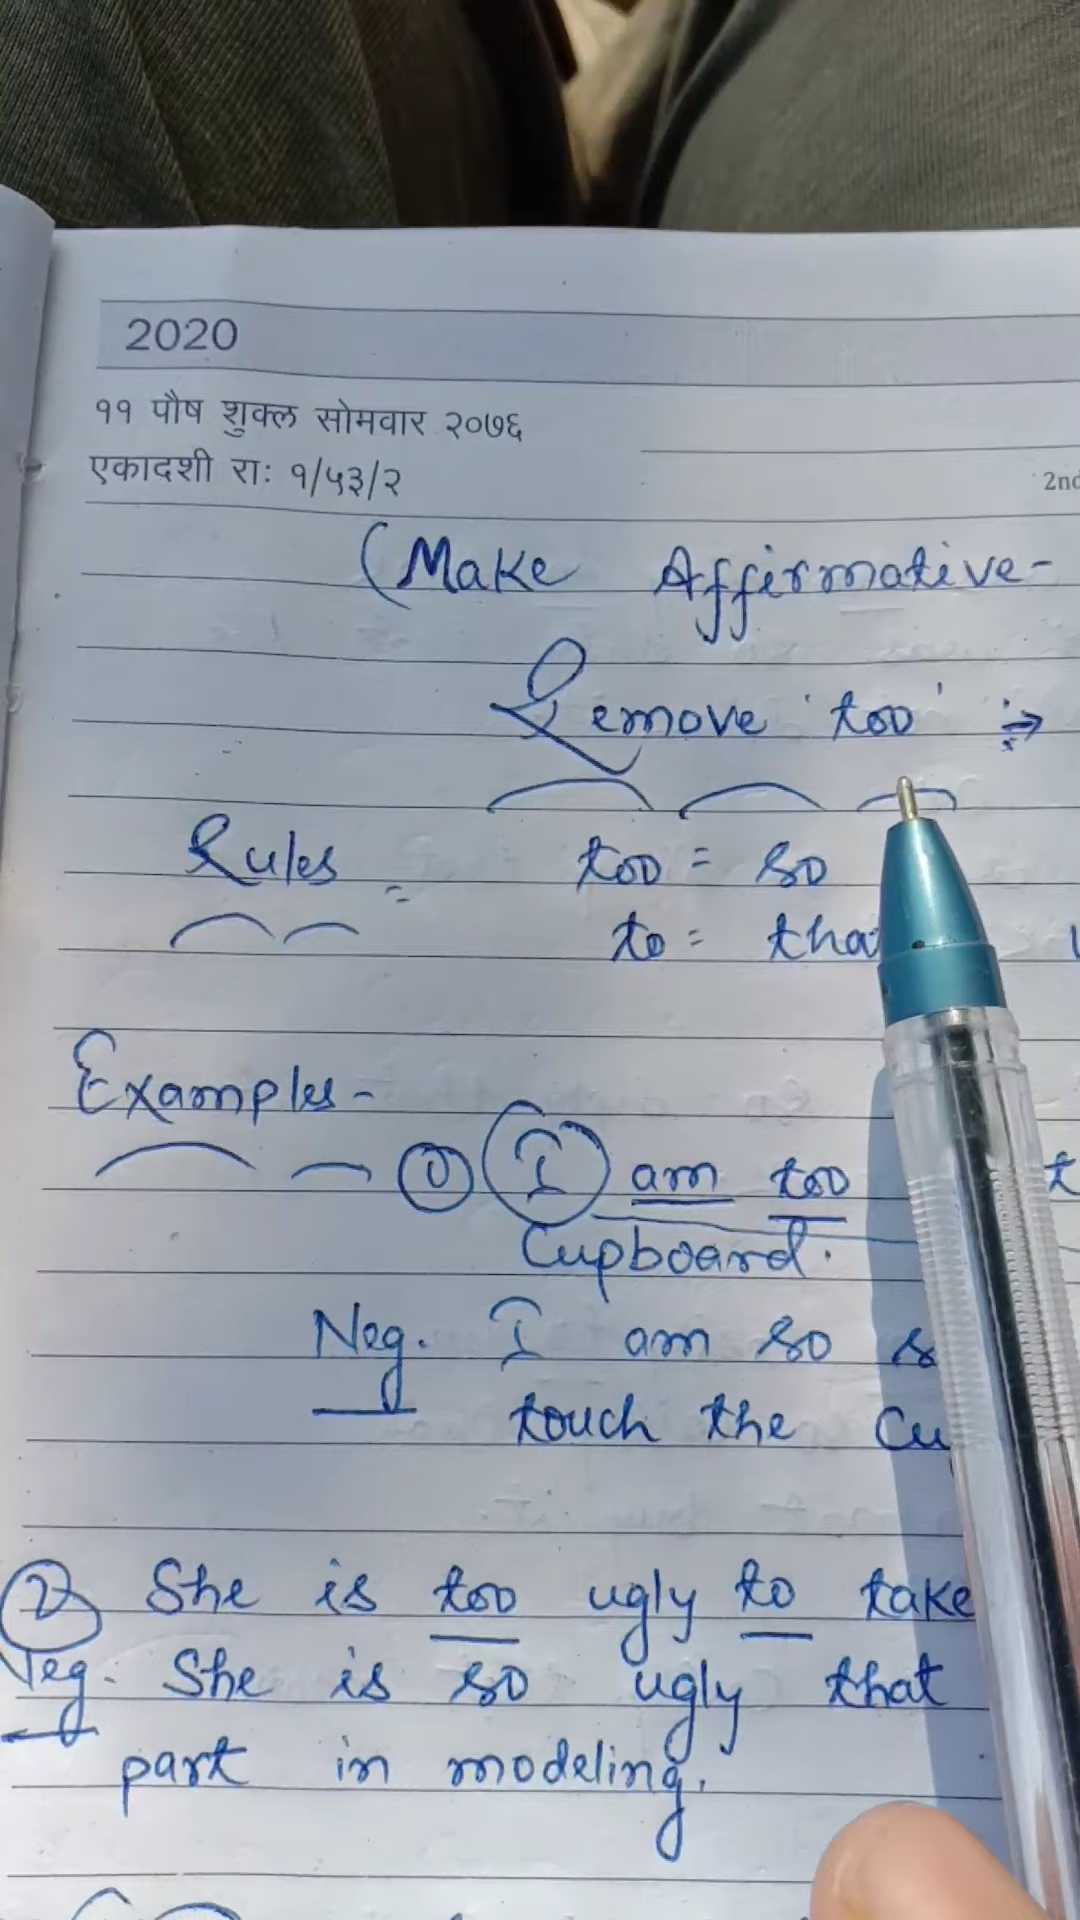 2020
११ पौष शुक्ल सोमवार २०७६
एकादशी राः १/५३/२
2nd
(Make Affirmative-
Remove 'too' ⇒
Rules = too = so
to = tha
Examples-
① I am too t
Cupboard.
Neg. I am so s
touch the Cu
② She is too ugly to take
Neg. She is so ugly that
part in modeling.